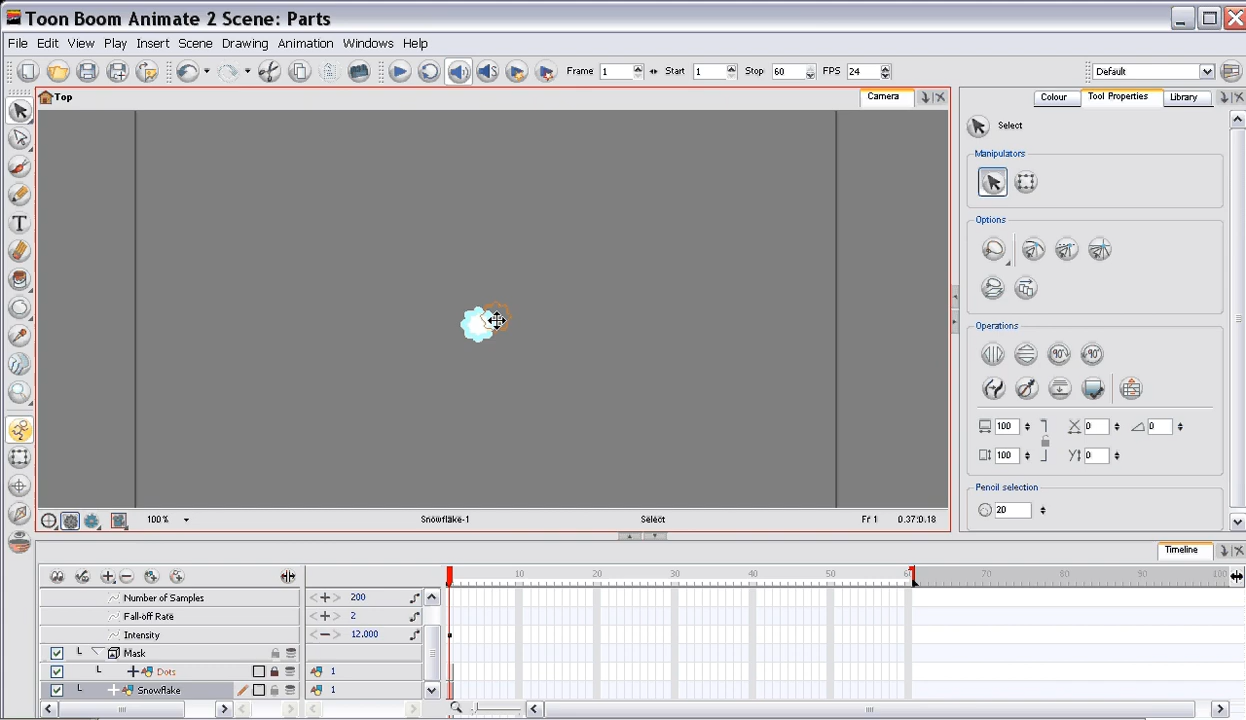 Toon Boom Animate 2 Scene: Parts
File Edit View Play Insert Scene Drawing Animation Windows Help
Frame 1 Start 1 Stop 60 FPS 24 Default
Top Camera Colour Tool Properties Library
Select
Manipulators
T
Options
Operations
90° 90°
100 X 0 0
100 Y 0
Pencil selection
20
100% Snowflake-1 Select Fr 1 0.37:0.18
Timeline
10 20 30 40 50 60 70 80 90 100
Number of Samples 200
Fall-off Rate 2
Intensity 12.000
Mask
Dots 1
Snowflake 1